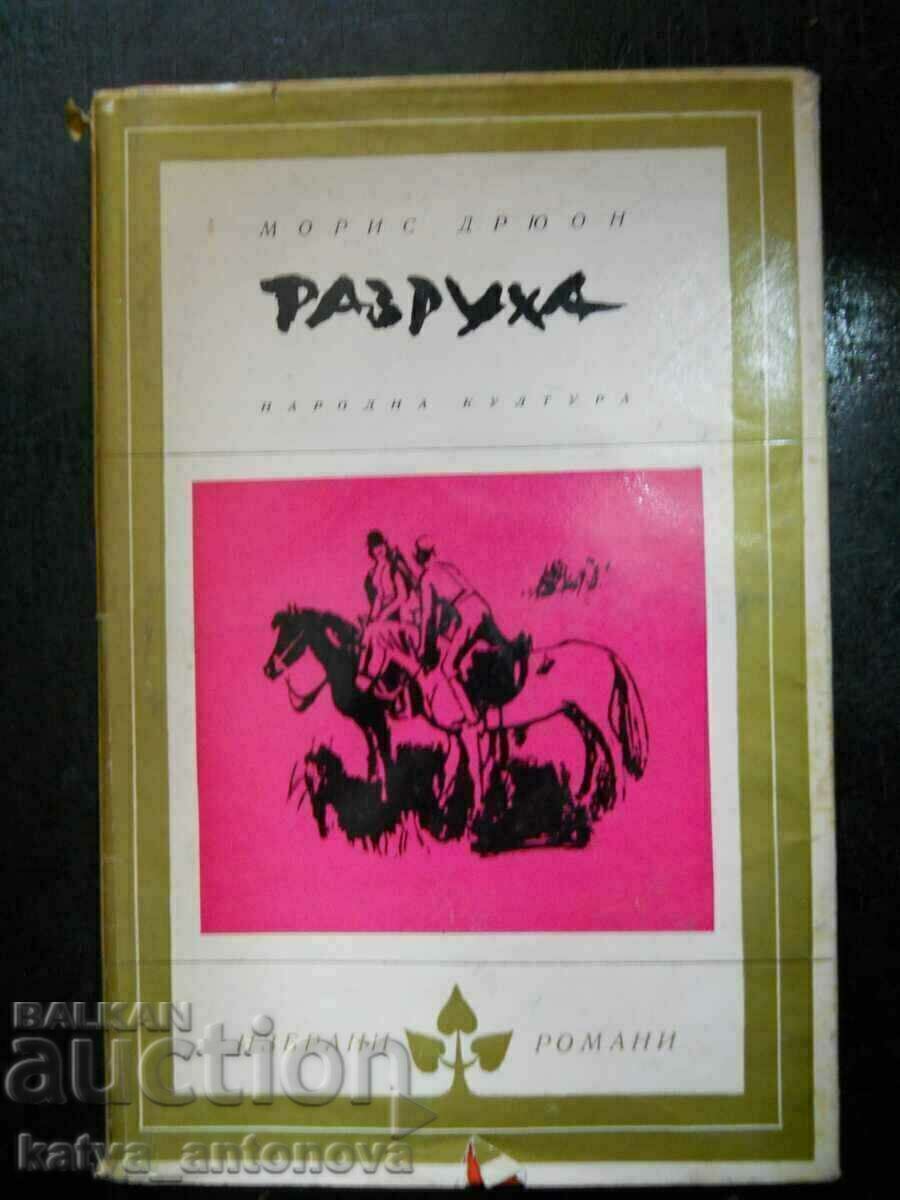 МОРИС ДРЮОН
РАЗРУХА
НАРОДНА КУЛТУРА
ИЗБРАНИ РОМАНИ
BALKAN
auction
katya_antonova